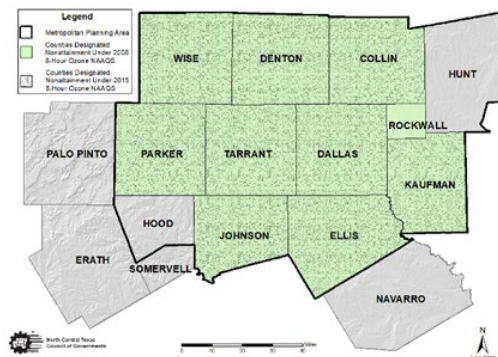 Legend
Metropolitan Planning Area
Counties Designated
Nonattainment Under 2008
8-Hour Ozone NAAQS
Counties Designated
Nonattainment Under 2015
8-Hour Ozone NAAQS
WISE
DENTON
COLLIN
HUNT
ROCKWALL
PALO PINTO
PARKER
TARRANT
DALLAS
KAUFMAN
HOOD
JOHNSON
ELLIS
ERATH
SOMERVELL
NAVARRO
North Central Texas
Council of Governments
N